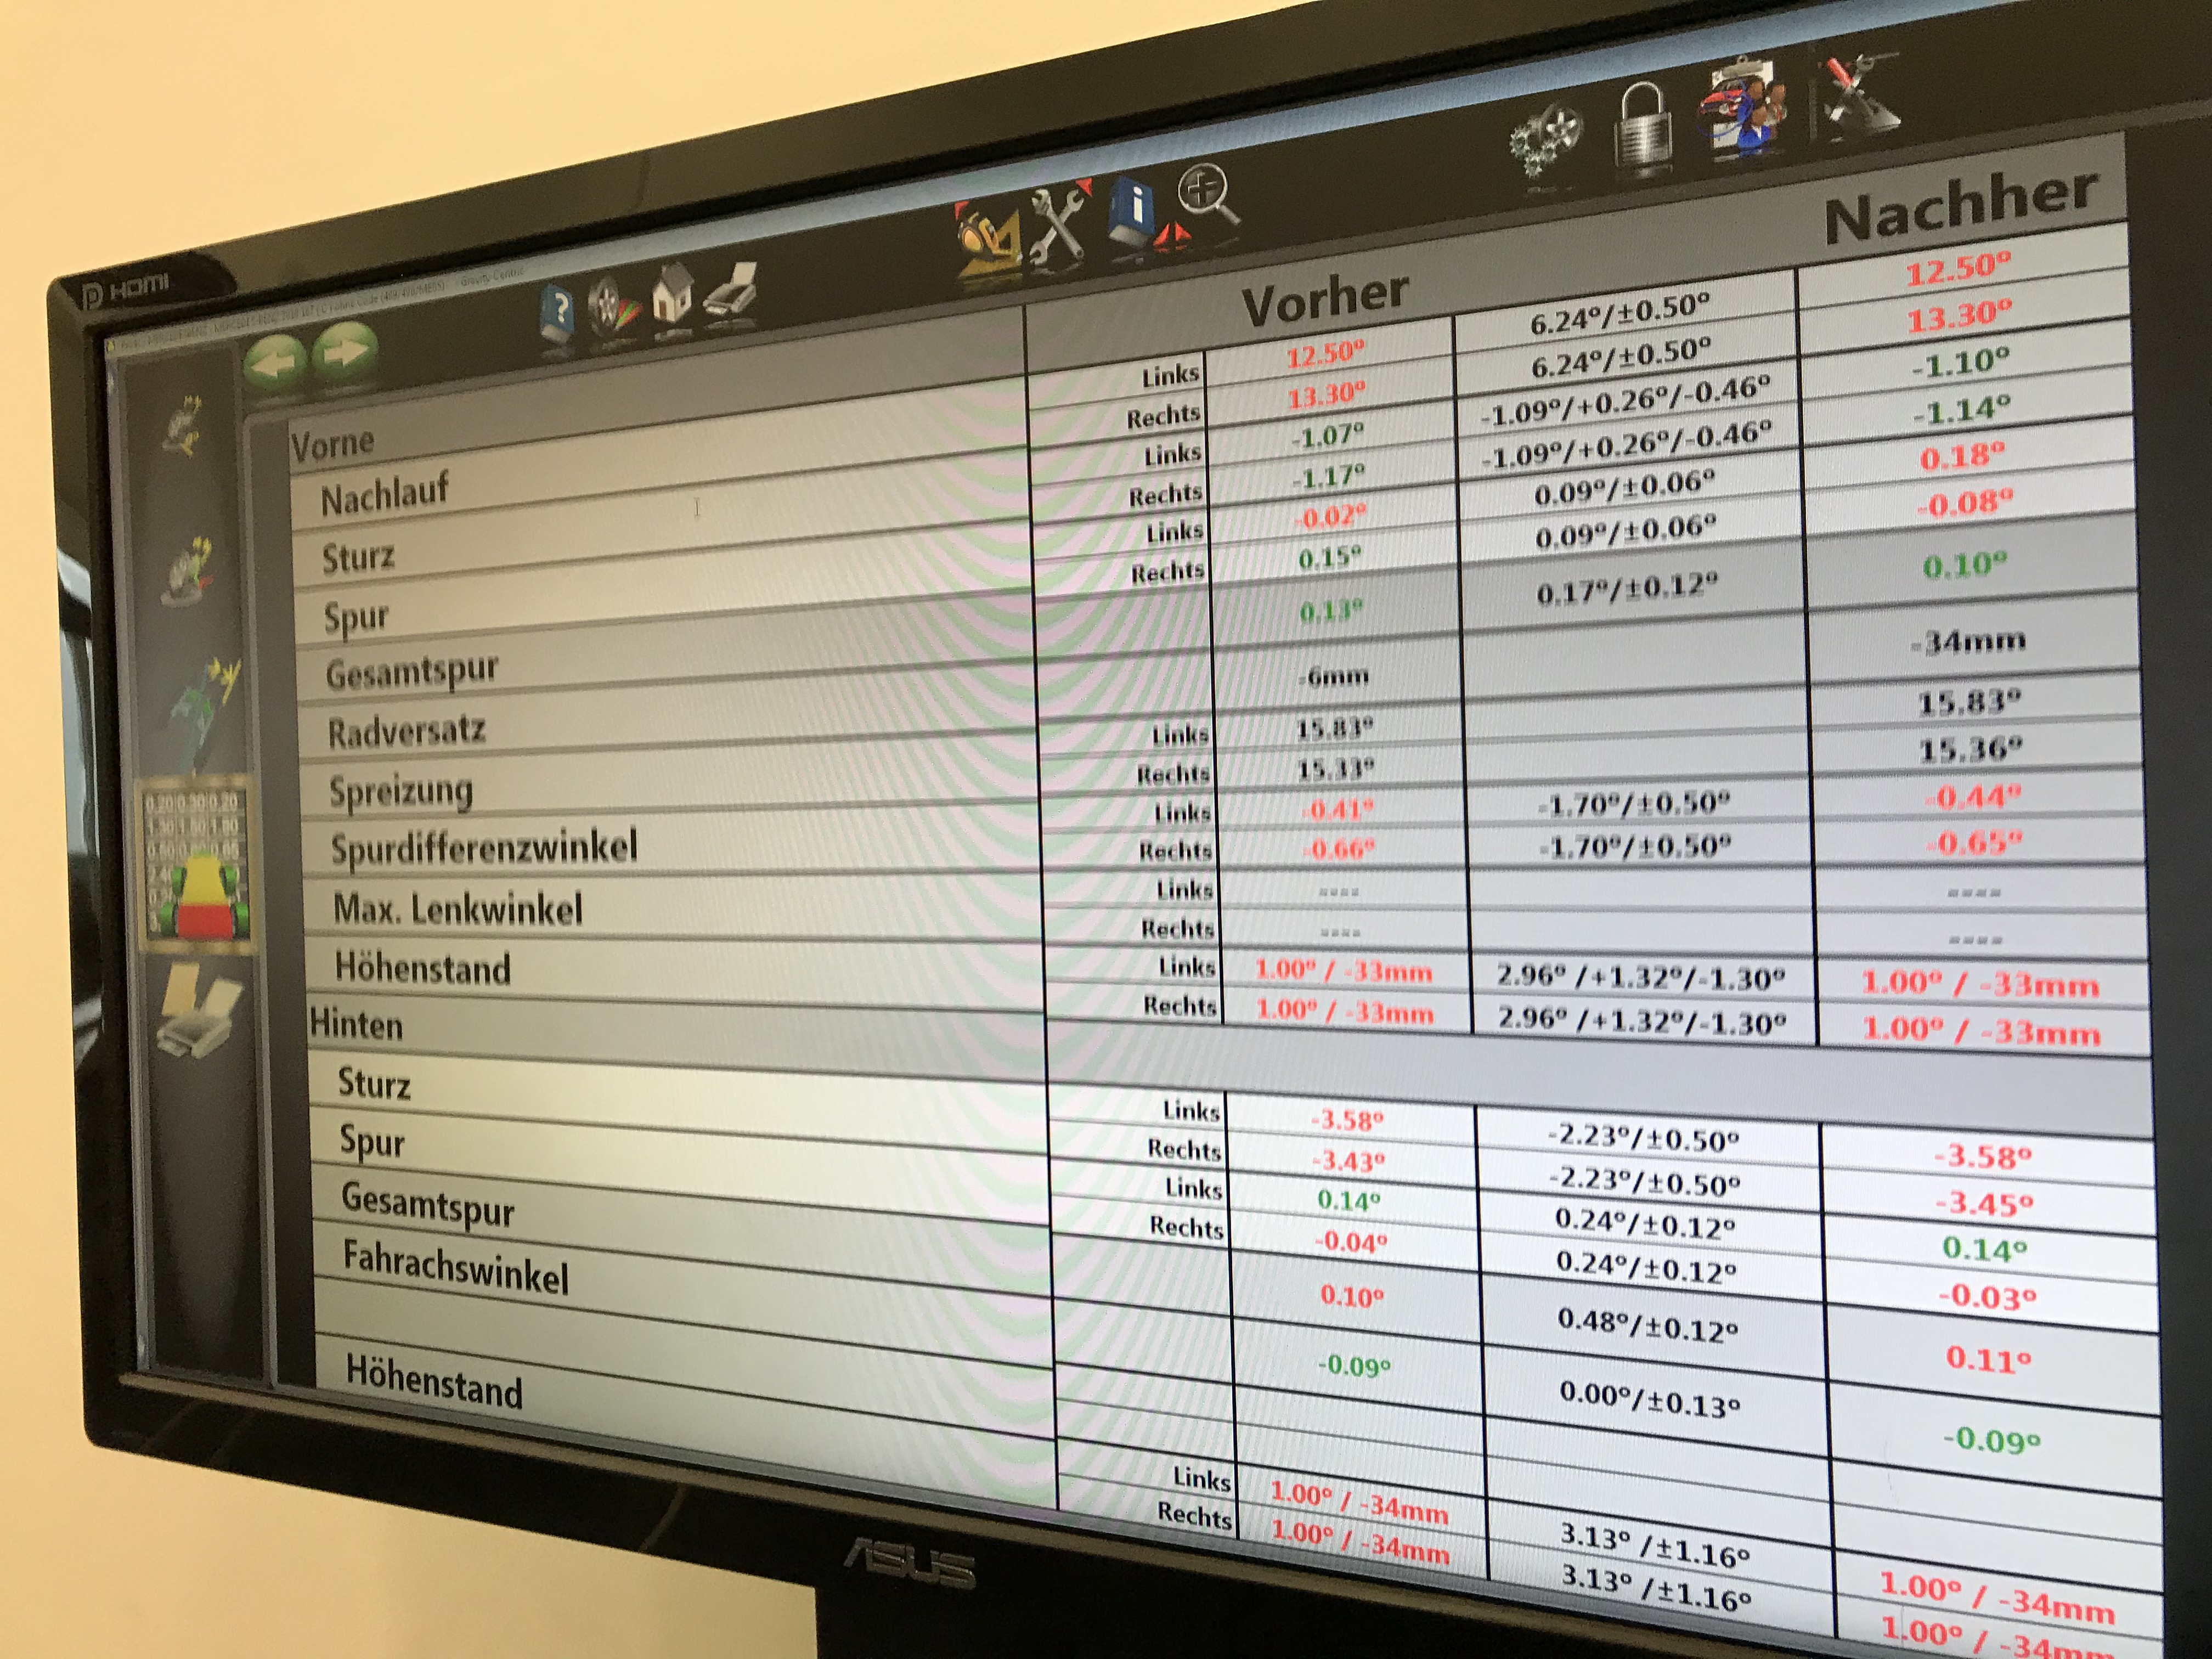 HDMI
Vorher
Nachher
Vorne
Nachlauf
Links 12.50° 6.24°/±0.50° 12.50°
Rechts 13.30° 6.24°/±0.50° 13.30°
Sturz
Links -1.07° -1.09°/+0.26°/-0.46° -1.10°
Rechts -1.17° -1.09°/+0.26°/-0.46° -1.14°
Spur
Links -0.02° 0.09°/±0.06° 0.18°
Rechts 0.15° 0.09°/±0.06° -0.08°
Gesamtspur 0.13° 0.17°/±0.12° 0.10°
Radversatz -6mm -34mm
Spreizung
Links 15.83° 15.83°
Rechts 15.33° 15.36°
Spurdifferenzwinkel
Links -0.41° -1.70°/±0.50° -0.44°
Rechts -0.66° -1.70°/±0.50° -0.65°
Max. Lenkwinkel
Links ---- ----
Rechts ---- ----
Höhenstand
Links 1.00° / -33mm 2.96° /+1.32°/-1.30° 1.00° / -33mm
Rechts 1.00° / -33mm 2.96° /+1.32°/-1.30° 1.00° / -33mm
Hinten
Sturz
Links -3.58° -2.23°/±0.50° -3.58°
Rechts -3.43° -2.23°/±0.50° -3.45°
Spur
Links 0.14° 0.24°/±0.12° 0.14°
Rechts -0.04° 0.24°/±0.12° -0.03°
Gesamtspur 0.10° 0.48°/±0.12° 0.11°
Fahrachswinkel -0.09° 0.00°/±0.13° -0.09°
Höhenstand
Links 1.00° / -34mm 3.13° /±1.16° 1.00° / -34mm
Rechts 1.00° / -34mm 3.13° /±1.16° 1.00° / -34mm
ASUS